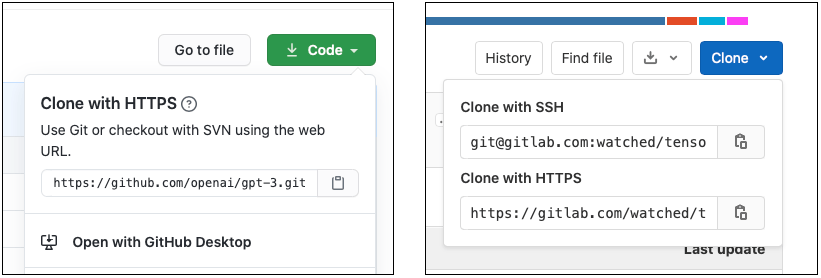 Go to file
Code
Clone with HTTPS
Use Git or checkout with SVN using the web
URL.
https://github.com/openai/gpt-3.git
Open with GitHub Desktop
History
Find file
Clone
Clone with SSH
git@gitlab.com:watched/tenso
Clone with HTTPS
https://gitlab.com/watched/t
Last update